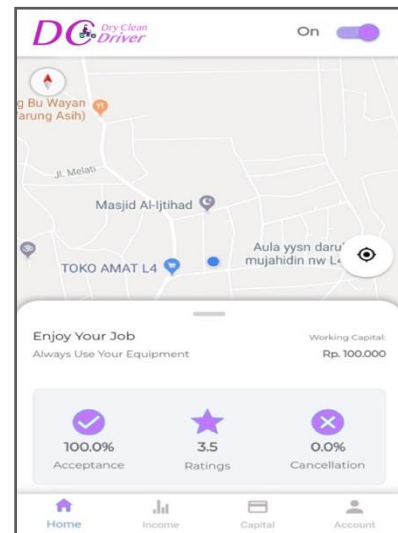 DC Dry Clean
Driver
On
g Bu Wayan
arung Asih)
Jl. Melati
Masjid Al-Ijtihad
Aula yysn daru
mujahidin nw L4
TOKO AMAT L4
Enjoy Your Job
Working Capital:
Always Use Your Equipment
Rp. 100.000
100.0%
3.5
0.0%
Acceptance
Ratings
Cancellation
Home
Income
Capital
Account